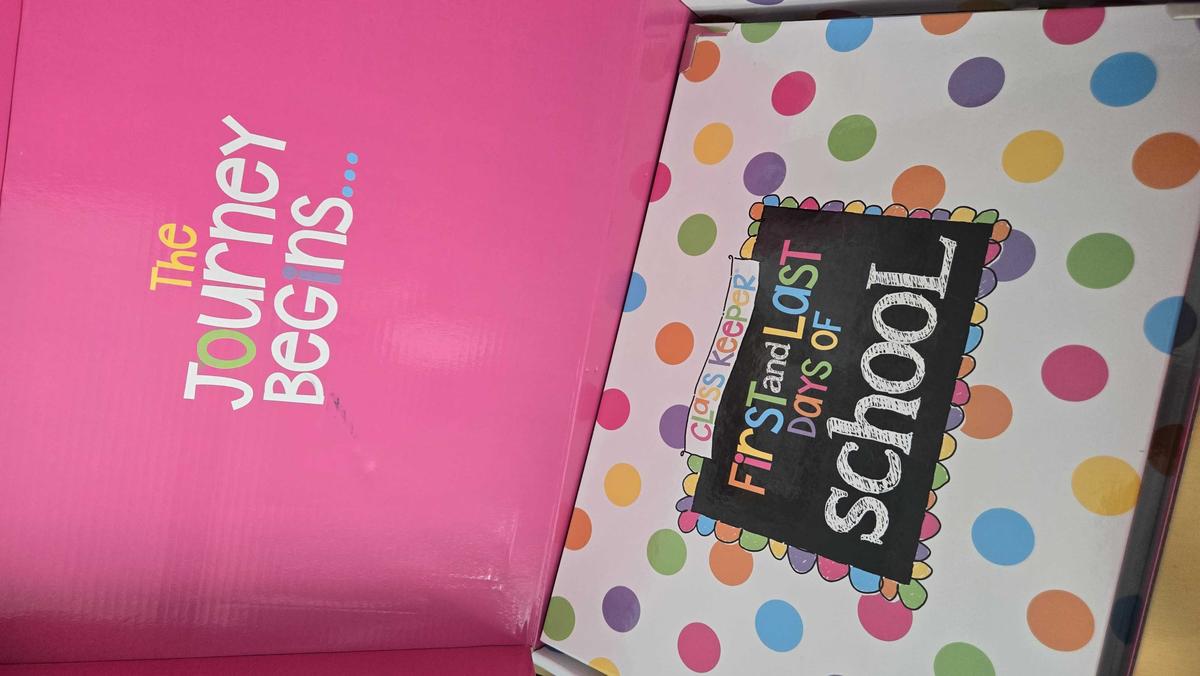 The
Journey
Begins...
Class Keeper
First and Last
Days of
School